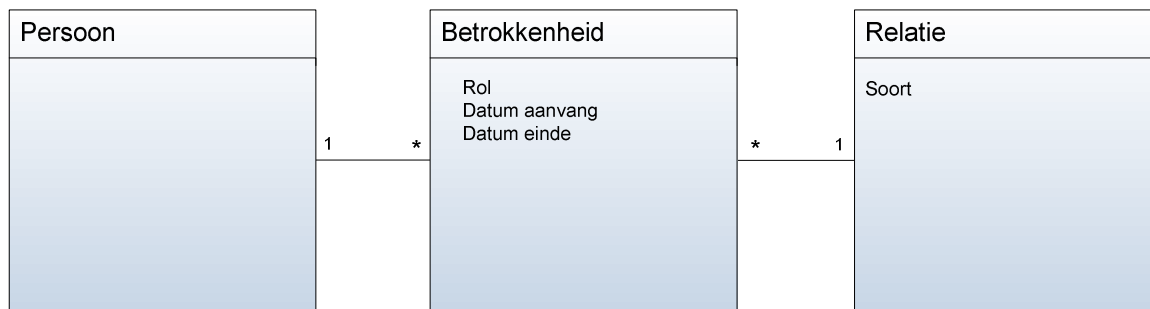 Persoon
Betrokkenheid
Rol
Datum aanvang
Datum einde
Relatie
Soort
1
*
*
1